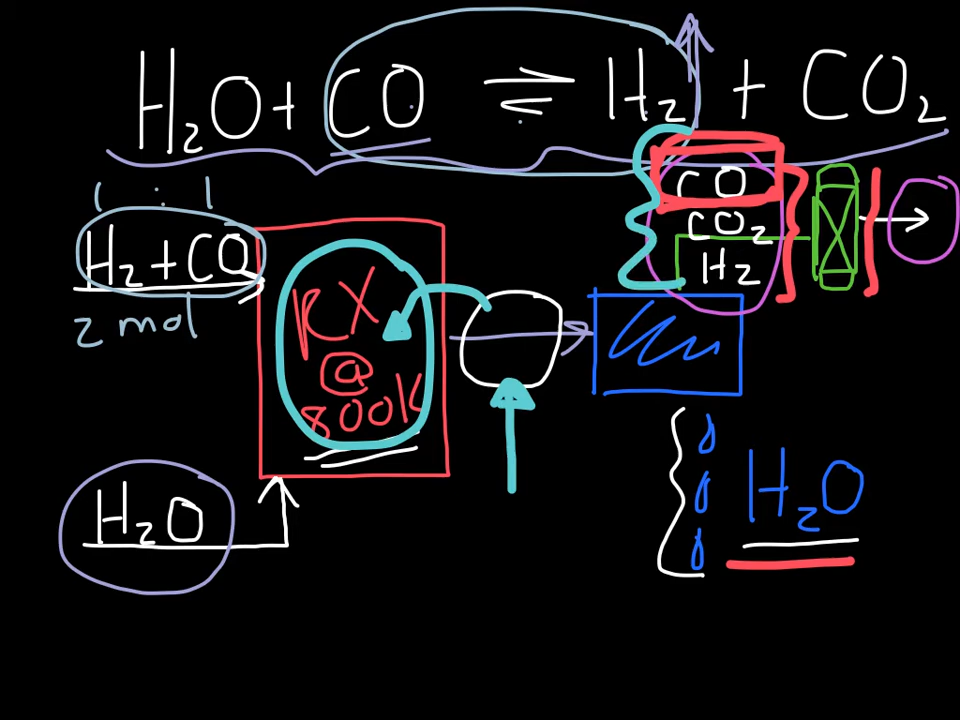 H₂O + CO ⇌ H₂ + CO₂
1 : 1
H₂ + CO
2 mol
RX
@
800K
CO
CO₂
H₂
H₂O
H₂O